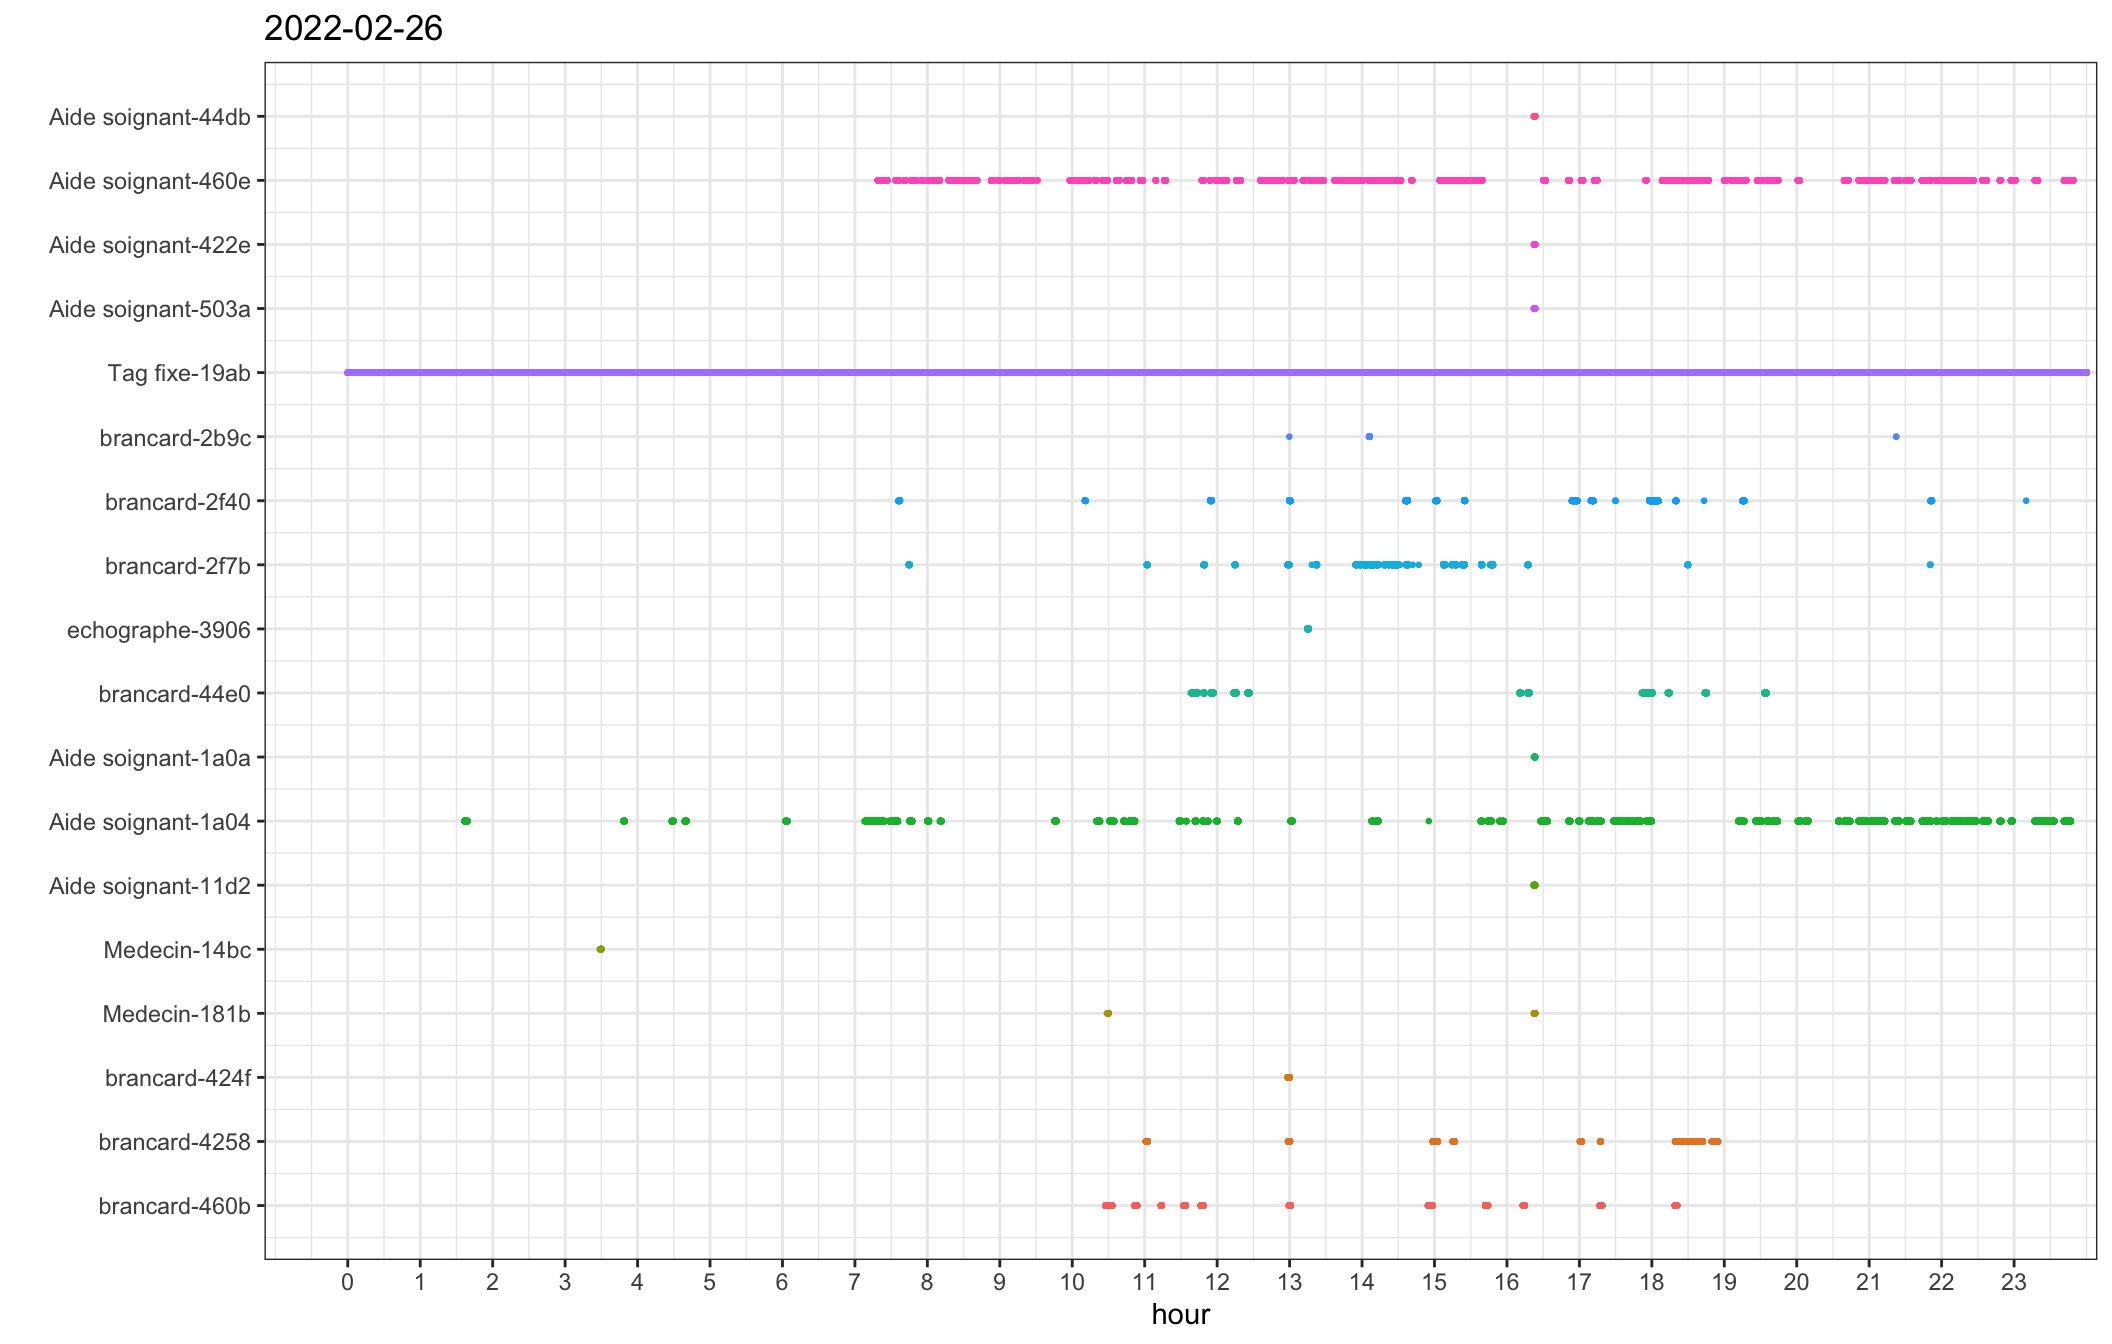 2022-02-26
Aide soignant-44db
Aide soignant-460e
Aide soignant-422e
Aide soignant-503a
Tag fixe-19ab
brancard-2b9c
brancard-2f40
brancard-2f7b
echographe-3906
brancard-44e0
Aide soignant-1a0a
Aide soignant-1a04
Aide soignant-11d2
Medecin-14bc
Medecin-181b
brancard-424f
brancard-4258
brancard-460b
0 1 2 3 4 5 6 7 8 9 10 11 12 13 14 15 16 17 18 19 20 21 22 23
hour